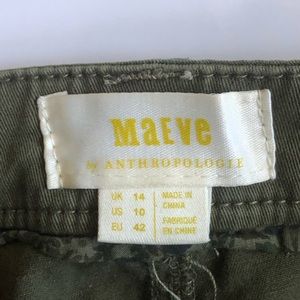 MaEVe
by ANTHROPOLOGIE
UK 14
US 10
EU 42
MADE IN
CHINA
FABRIQUÉ
EN CHINE